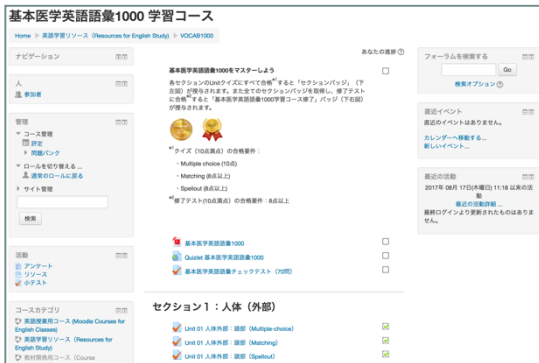 基本医学英語語彙1000 学習コース
Home ▶ 英語学習リソース (Resources for English Study) ▶ VOCAB1000
ナビゲーション
人
参加者
管理
コース管理
評定
問題バンク
ロールを切り替える ...
通常のロールに戻る
サイト管理
検索
活動
アンケート
リソース
小テスト
コースカテゴリ
英語授業用コース (Moodle Courses for
English Classes)
英語学習リソース (Resources for
English Study)
教材開発用コース (Course
あなたの進捗
基本医学英語語彙1000をマスターしよう
各セクションのUnitクイズにすべて合格*1すると「セクションバッジ」(下
左図) が授与されます。また全てのセクションバッジを取得し、修了テスト
に合格*2すると「基本医学英語語彙1000学習コース修了」バッジ (下右図)
が授与されます。
*1クイズ (10点満点) の合格要件:
・Multiple choice (10点)
・Matching (8点以上)
・Spellout (8点以上)
*2修了テスト(10点満点) の合格要件:8点以上
基本医学英語語彙1000
Quizlet 基本医学英語語彙1000
基本医学英語語彙チェックテスト (70問)
セクション1:人体 (外部)
Unit 01 人体外部:頭部 (Multiple-choice)
Unit 01 人体外部:頭部 (Matching)
Unit 01 人体外部:頭部 (Spellout)
フォーラムを検索する
Go
検索オプション
直近イベント
直近のイベントはありません。
カレンダーへ移動する...
新しいイベント...
最近の活動
2017年 08月 17日(木曜日) 11:18 以来の活
動
最近の活動詳細 ...
最終ログインより更新されたものはありま
せん。